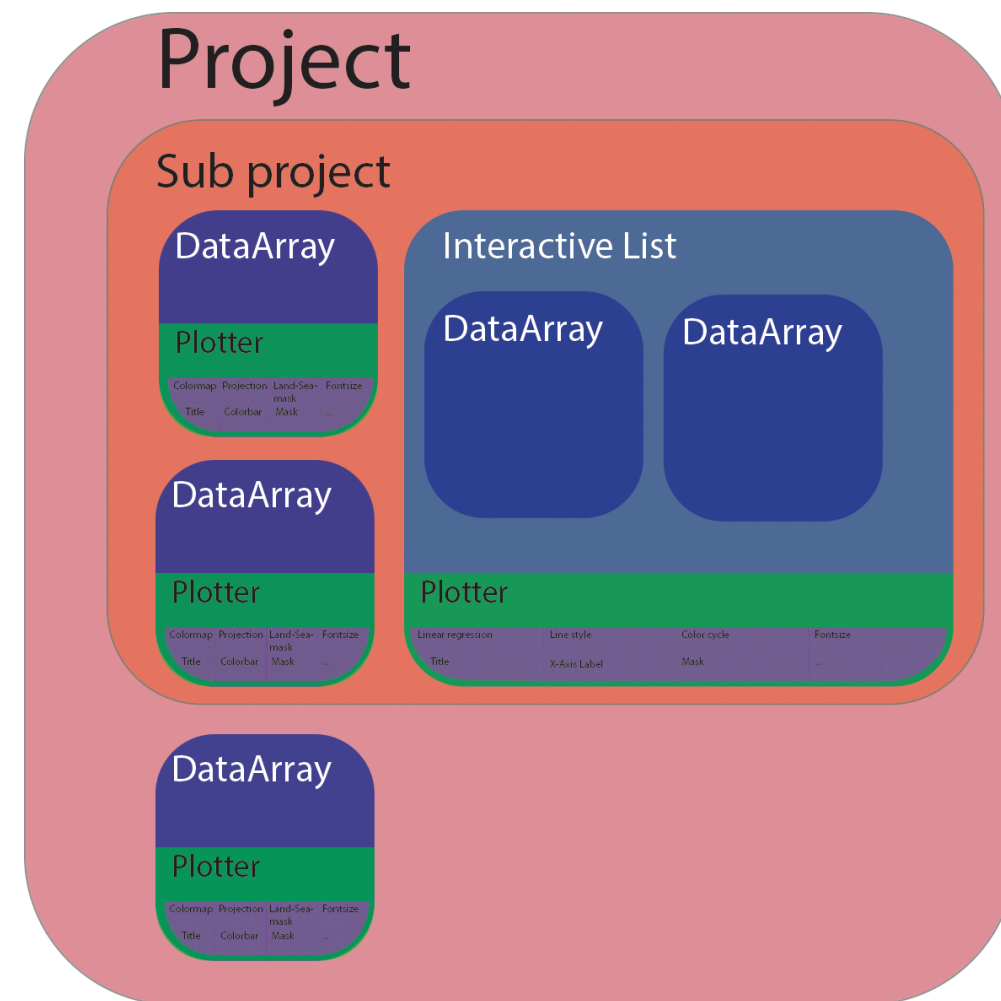 Project
Sub project
DataArray
Plotter
Colormap Projection Land-Sea-mask Fontsize
Title Colorbar Mask ...
Interactive List
DataArray DataArray
Plotter
Linear regression Line style Color cycle Fontsize
Title X-Axis Label Mask ...
DataArray
Plotter
Colormap Projection Land-Sea-mask Fontsize
Title Colorbar Mask ...
DataArray
Plotter
Colormap Projection Land-Sea-mask Fontsize
Title Colorbar Mask ...